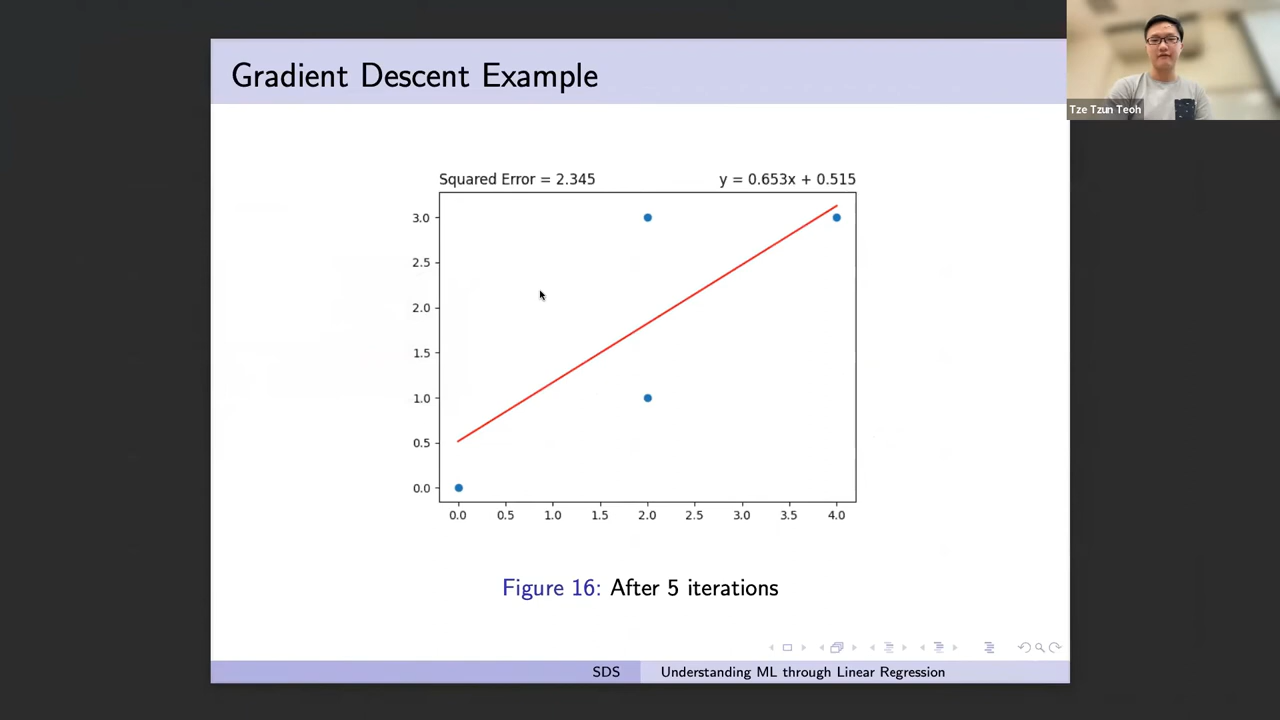 Gradient Descent Example
Tze Tzun Teoh
Squared Error = 2.345 y = 0.653x + 0.515
3.0
2.5
2.0
1.5
1.0
0.5
0.0
0.0 0.5 1.0 1.5 2.0 2.5 3.0 3.5 4.0
Figure 16: After 5 iterations
SDS Understanding ML through Linear Regression